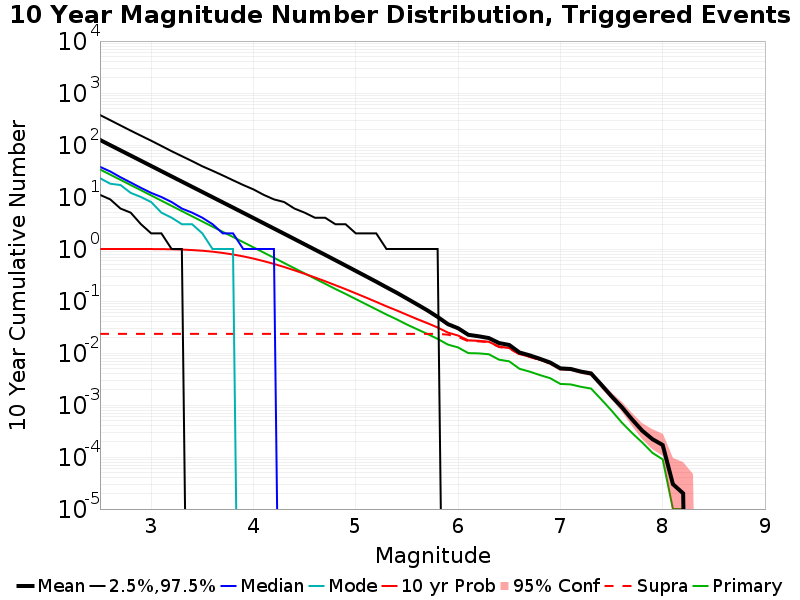 10 Year Magnitude Number Distribution, Triggered Events
10 Year Cumulative Number
10^4
10^3
10^2
10^1
10^0
10^-1
10^-2
10^-3
10^-4
10^-5
3 4 5 6 7 8 9
Magnitude
Mean 2.5%,97.5% Median Mode 10 yr Prob 95% Conf Supra Primary